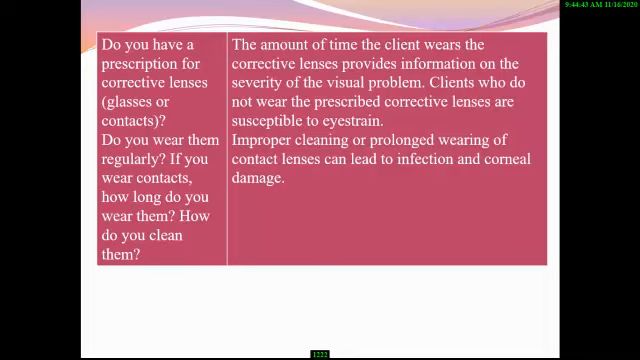 9:44:43 AM 11/16/2020
Do you have a
prescription for
corrective lenses
(glasses or
contacts)?
Do you wear them
regularly? If you
wear contacts,
how long do you
wear them? How
do you clean
them?
The amount of time the client wears the
corrective lenses provides information on the
severity of the visual problem. Clients who do
not wear the prescribed corrective lenses are
susceptible to eyestrain.
Improper cleaning or prolonged wearing of
contact lenses can lead to infection and corneal
damage.
1222